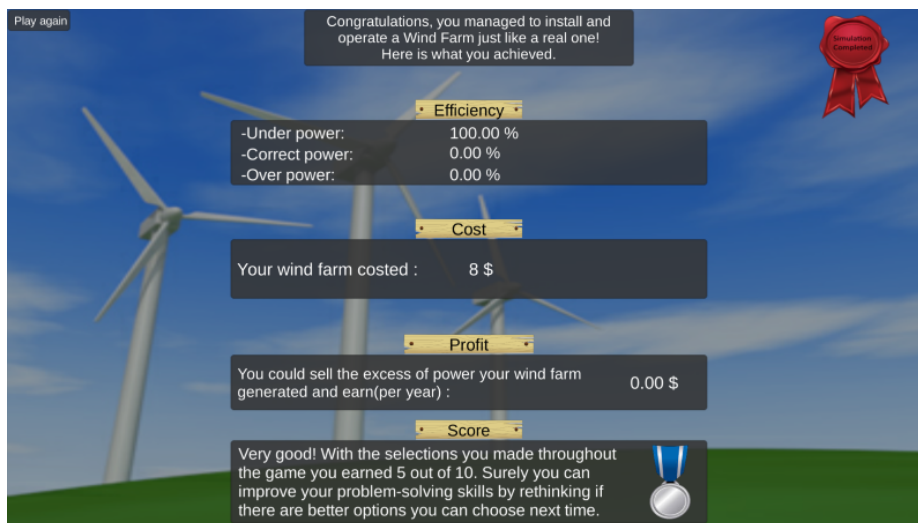 Play again
Congratulations, you managed to install and
operate a Wind Farm just like a real one!
Here is what you achieved.
Simulation
Completed
Efficiency
-Under power: 100.00 %
-Correct power: 0.00 %
-Over power: 0.00 %
Cost
Your wind farm costed : 8 $
Profit
You could sell the excess of power your wind farm
generated and earn(per year) : 0.00 $
Score
Very good! With the selections you made throughout
the game you earned 5 out of 10. Surely you can
improve your problem-solving skills by rethinking if
there are better options you can choose next time.